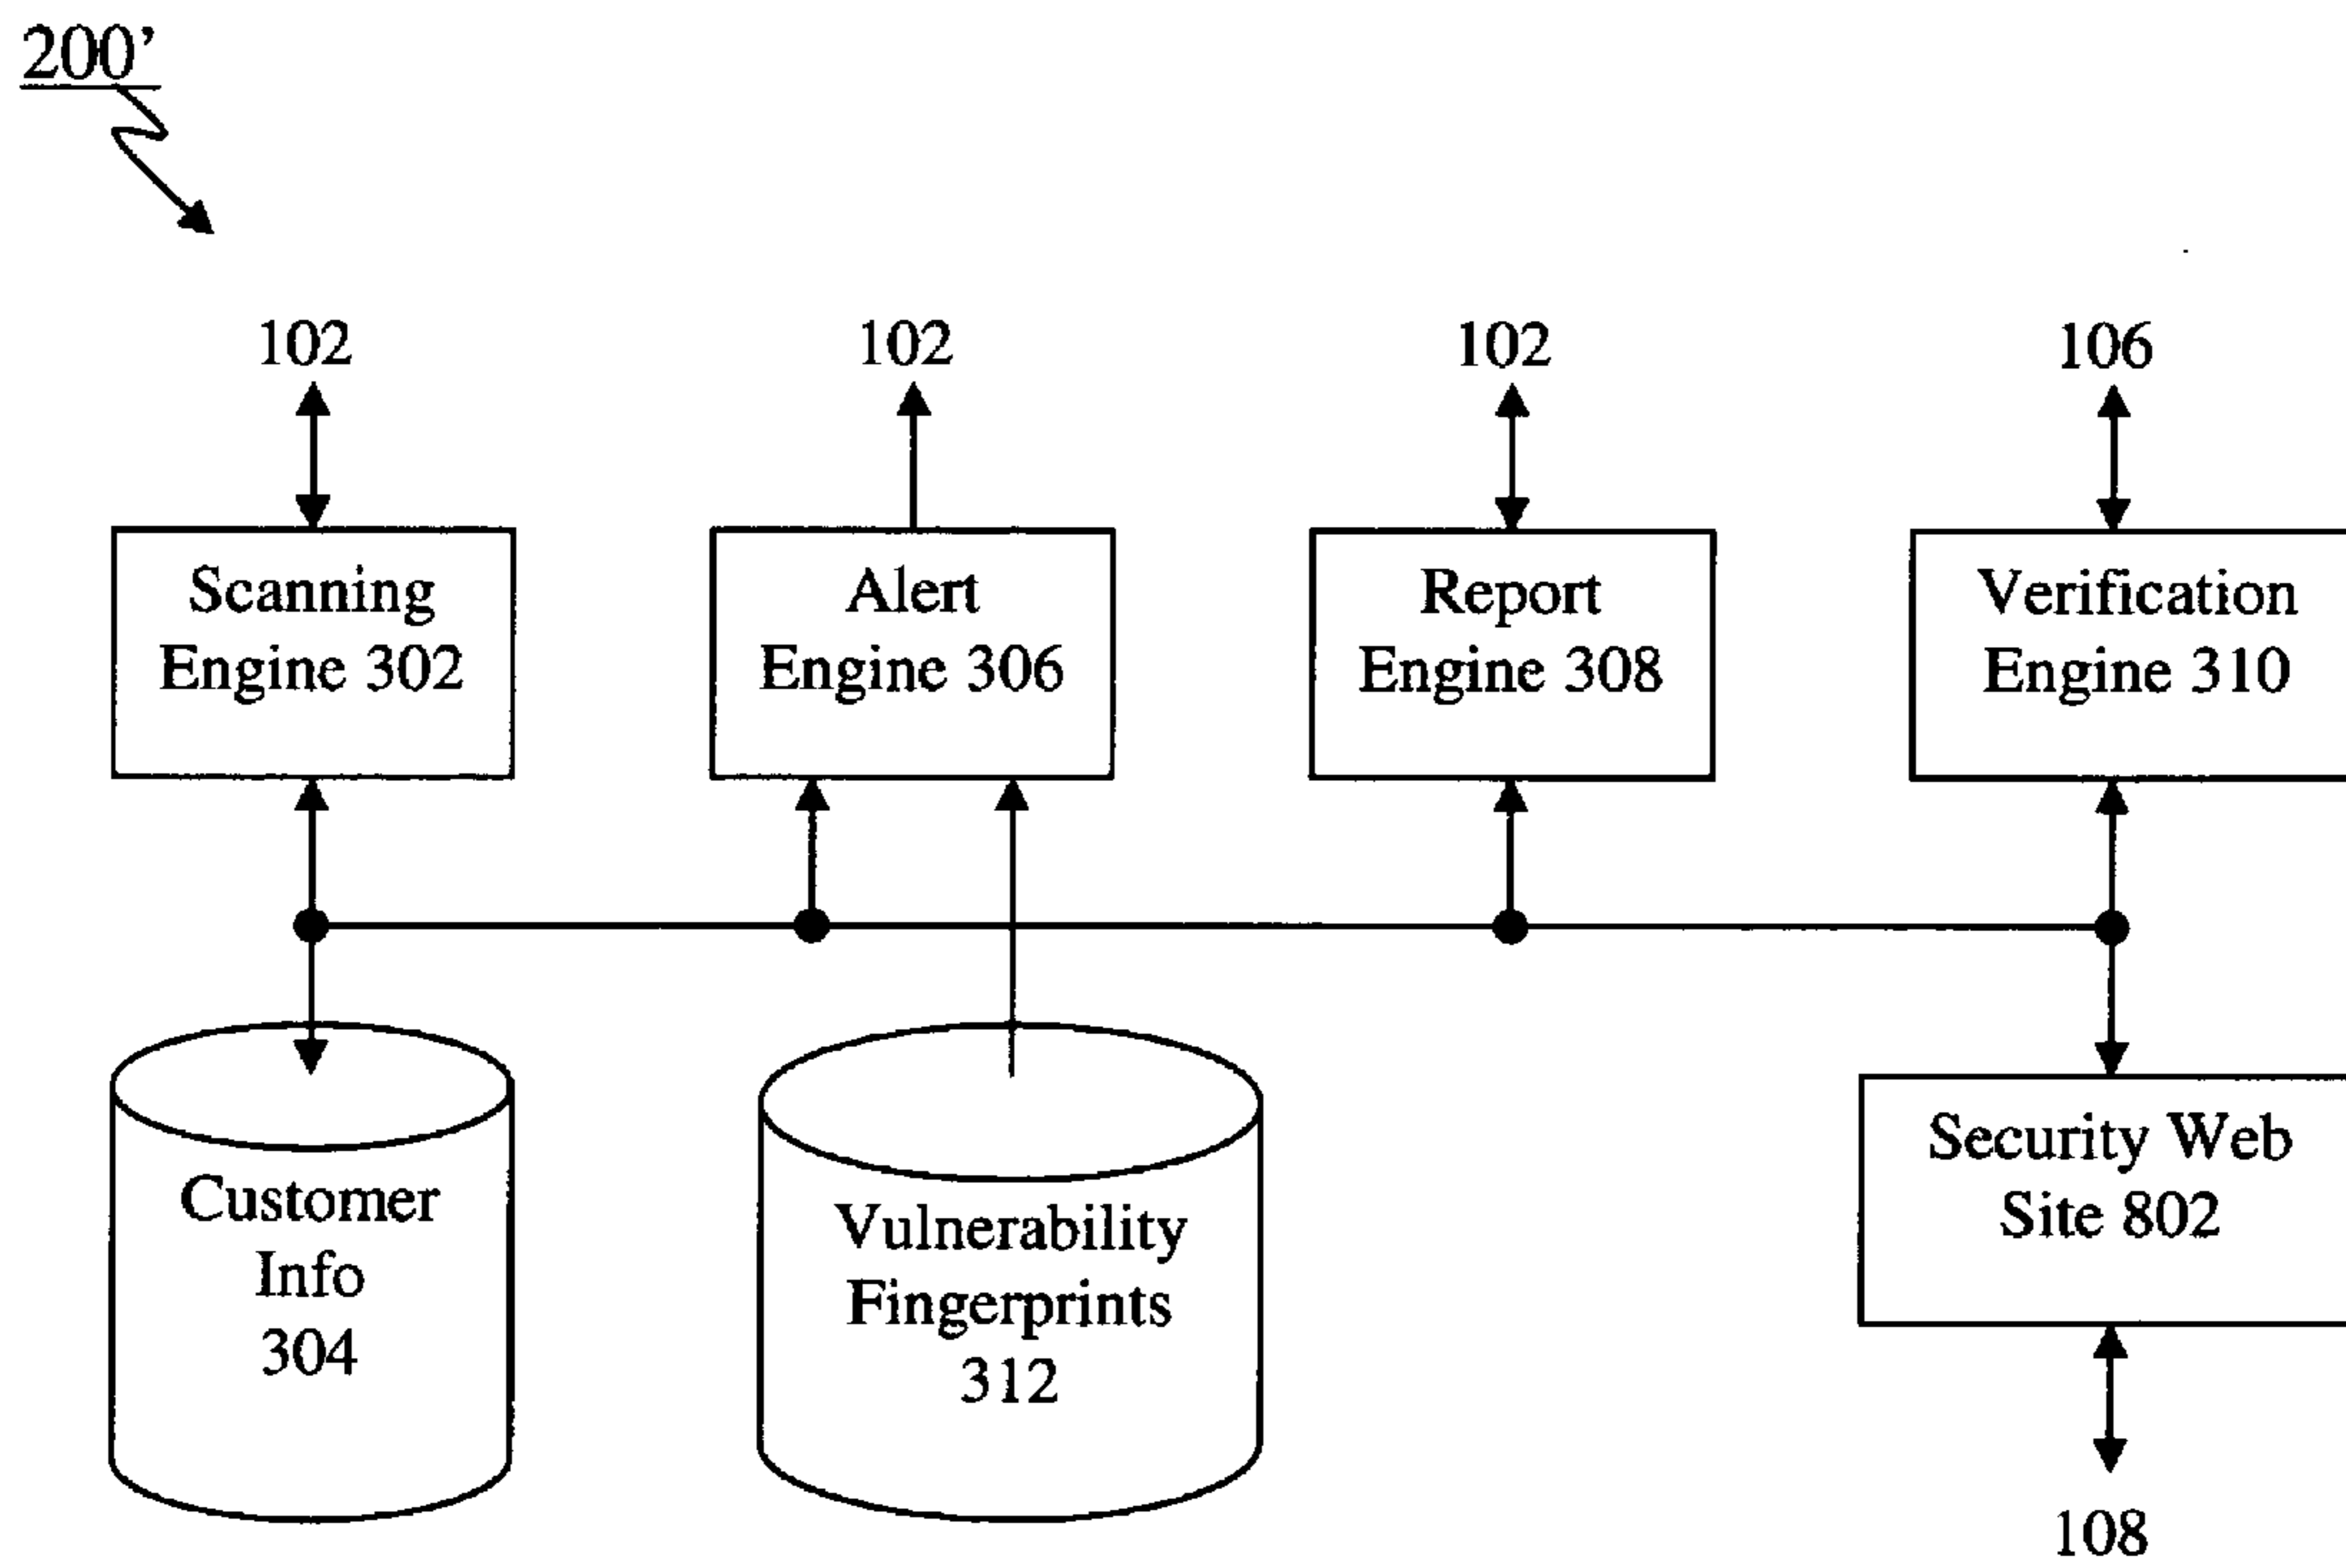 200’
102
102
102
106
Scanning
Engine 302
Alert
Engine 306
Report
Engine 308
Verification
Engine 310
Customer
Info
304
Vulnerability
Fingerprints
312
Security Web
Site 802
108